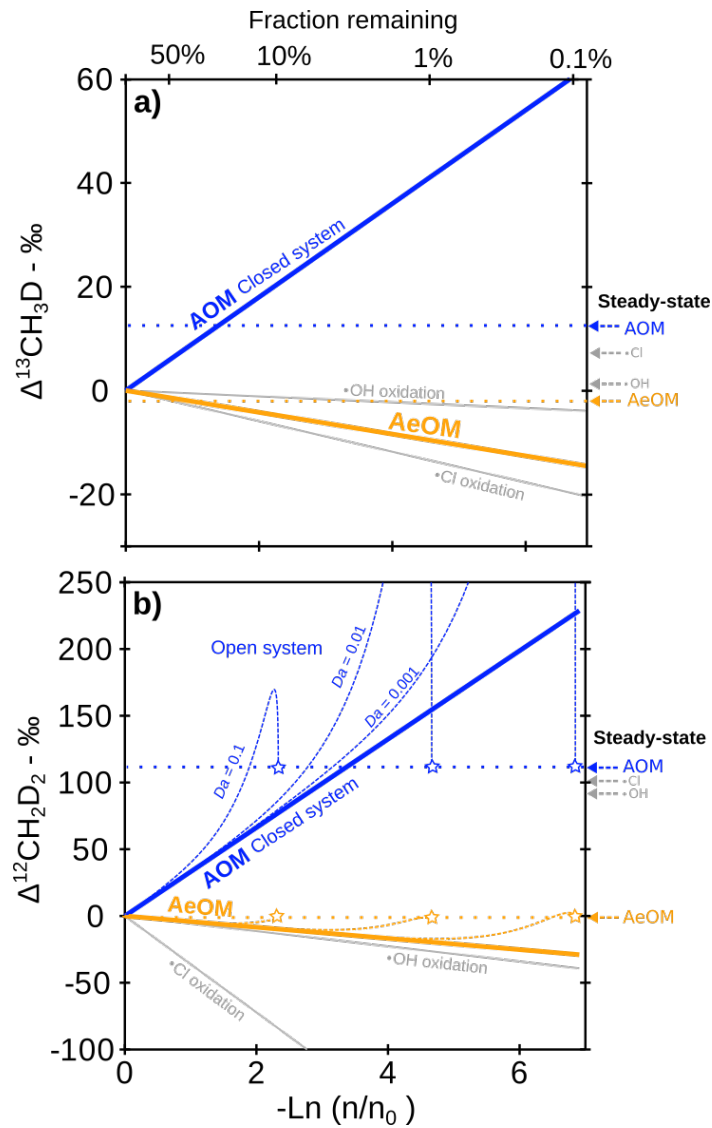 Fraction remaining
50% 10% 1% 0.1%
a)
60
40
20
0
-20
Δ¹³CH₃D - ‰
AOM Closed system
•OH oxidation
AeOM
•Cl oxidation
Steady-state
AOM
•Cl
•OH
AeOM
b)
250
200
150
100
50
0
-50
-100
Δ¹²CH₂D₂ - ‰
Open system
Da = 0.1
Da = 0.01
Da = 0.001
AOM Closed system
AeOM
•OH oxidation
•Cl oxidation
Steady-state
AOM
•Cl
•OH
AeOM
0 2 4 6
-Ln (n/n₀)